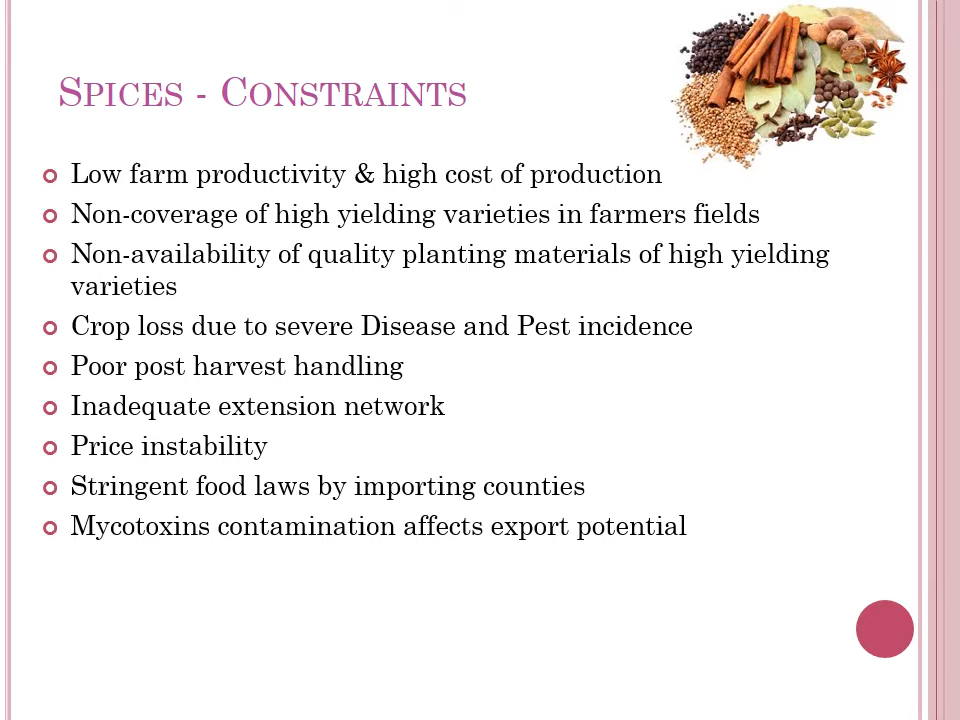 SPICES - CONSTRAINTS
Low farm productivity & high cost of production
Non-coverage of high yielding varieties in farmers fields
Non-availability of quality planting materials of high yielding
varieties
Crop loss due to severe Disease and Pest incidence
Poor post harvest handling
Inadequate extension network
Price instability
Stringent food laws by importing counties
Mycotoxins contamination affects export potential